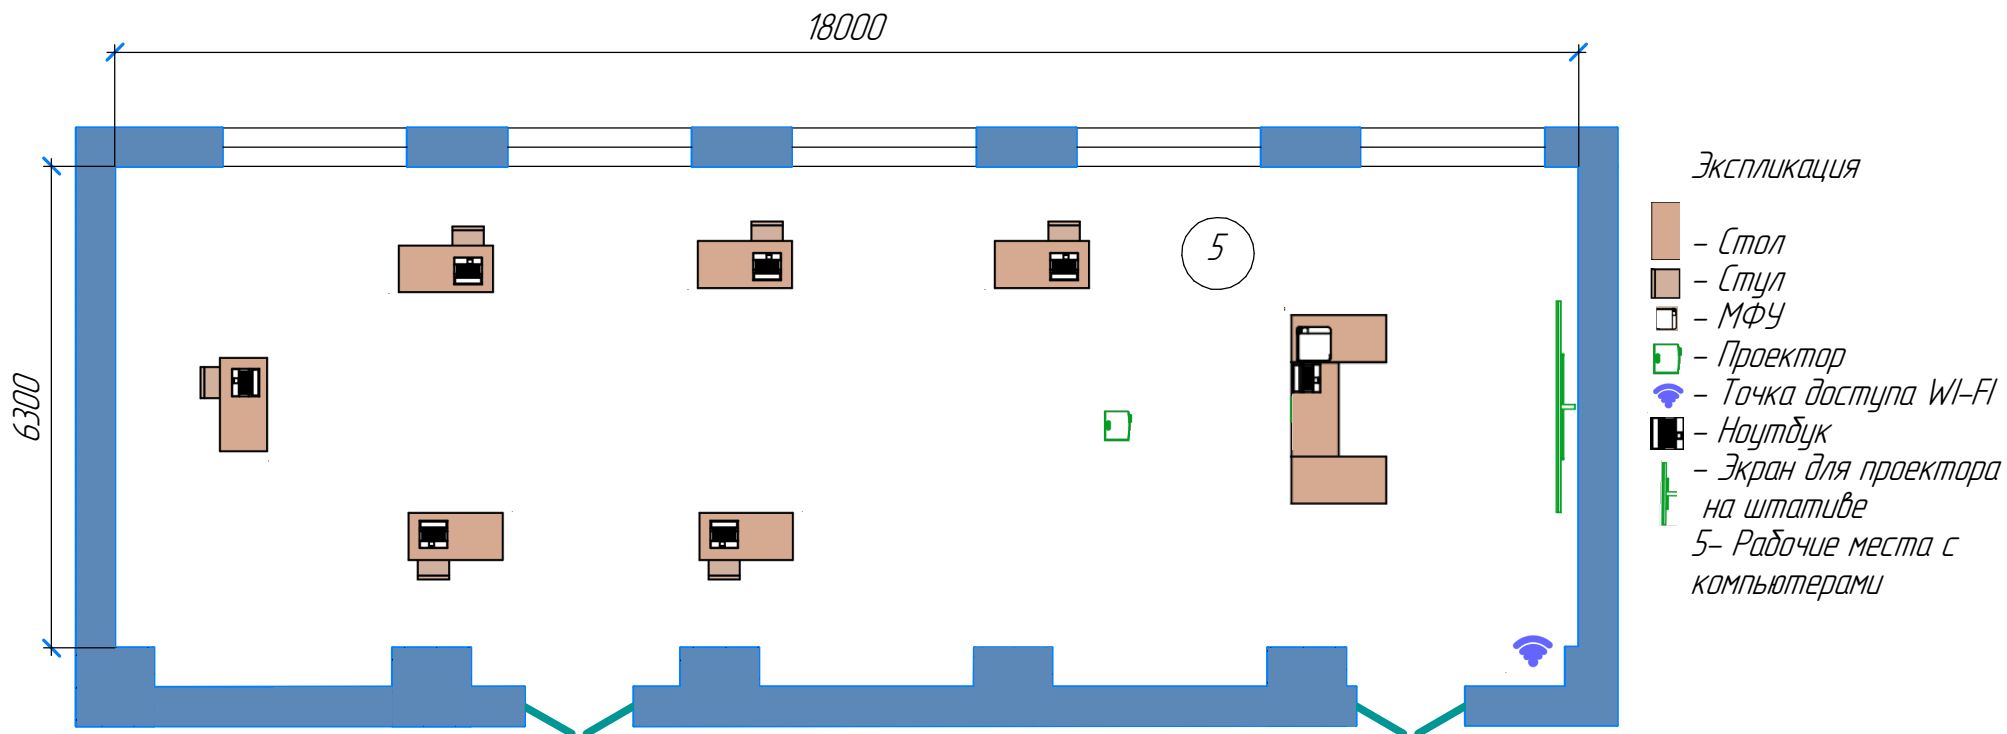 18000
6300
5
Экспликация
- Стол
- Стул
- МФУ
- Проектор
- Точка доступа WI-FI
- Ноутбук
- Экран для проектора
на штативе
5- Рабочие места с
компьютерами